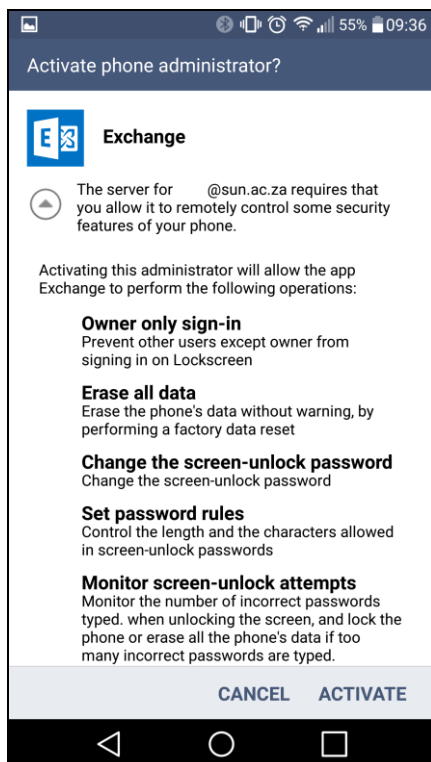 55% 09:36
Activate phone administrator?
E
Exchange
The server for @sun.ac.za requires that
you allow it to remotely control some security
features of your phone.
Activating this administrator will allow the app
Exchange to perform the following operations:
Owner only sign-in
Prevent other users except owner from
signing in on Lockscreen
Erase all data
Erase the phone's data without warning, by
performing a factory data reset
Change the screen-unlock password
Change the screen-unlock password
Set password rules
Control the length and the characters allowed
in screen-unlock passwords
Monitor screen-unlock attempts
Monitor the number of incorrect passwords
typed. when unlocking the screen, and lock the
phone or erase all the phone's data if too
many incorrect passwords are typed.
CANCEL ACTIVATE